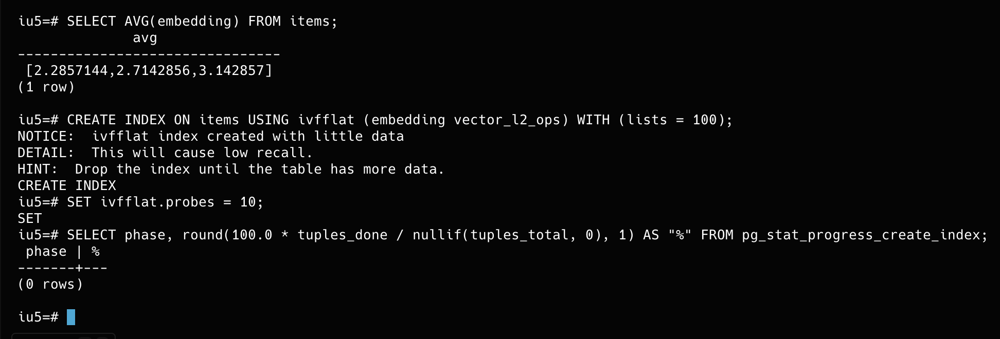 iu5=# SELECT AVG(embedding) FROM items;
              avg
--------------------------------
 [2.2857144,2.7142856,3.142857]
(1 row)

iu5=# CREATE INDEX ON items USING ivfflat (embedding vector_l2_ops) WITH (lists = 100);
NOTICE:  ivfflat index created with little data
DETAIL:  This will cause low recall.
HINT:  Drop the index until the table has more data.
CREATE INDEX
iu5=# SET ivfflat.probes = 10;
SET
iu5=# SELECT phase, round(100.0 * tuples_done / nullif(tuples_total, 0), 1) AS "%" FROM pg_stat_progress_create_index;
 phase | %
-------+---
(0 rows)

iu5=#